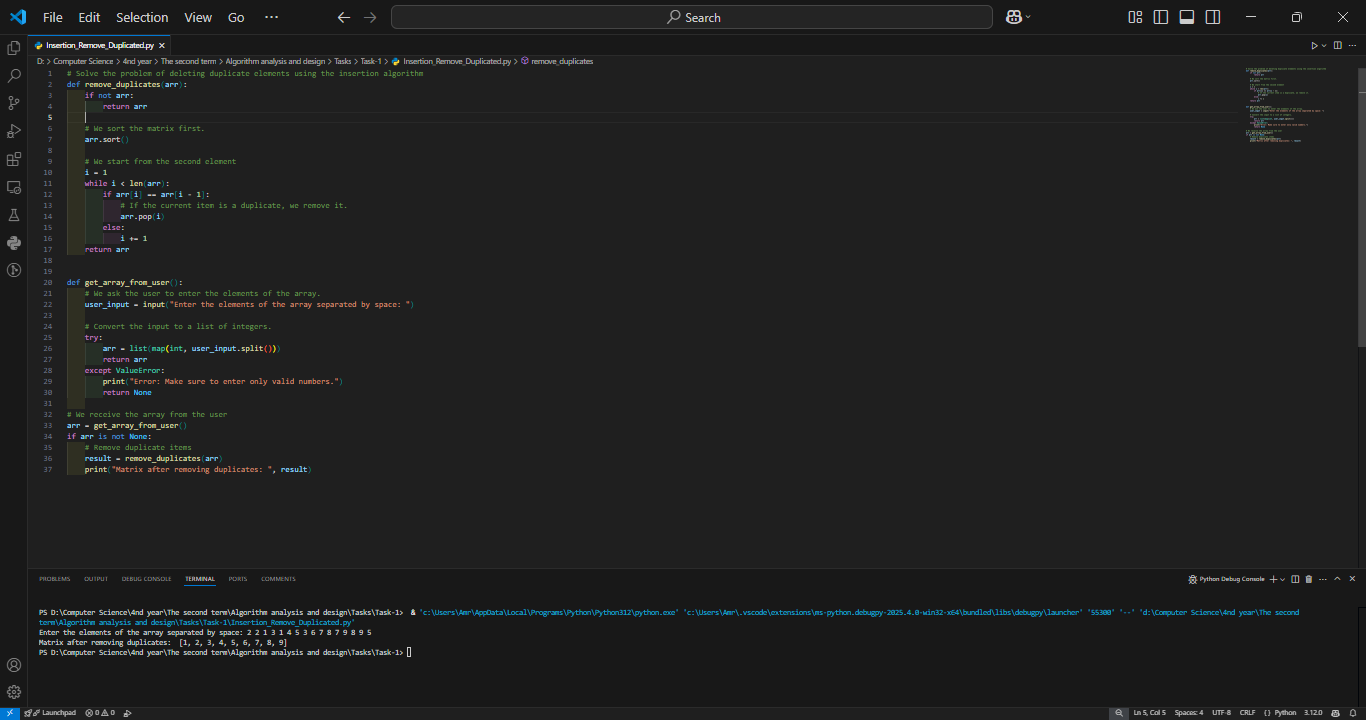 File Edit Selection View Go ··· Search
Insertion_Remove_Duplicated.py
D: > Computer Science > 4nd year > The second term > Algorithm analysis and design > Tasks > Task-1 > Insertion_Remove_Duplicated.py > remove_duplicates
1 # Solve the problem of deleting duplicate elements using the insertion algorithm
2 def remove_duplicates(arr):
3 if not arr:
4 return arr
5
6 # We sort the matrix first.
7 arr.sort()
8
9 # We start from the second element
10 i = 1
11 while i < len(arr):
12 if arr[i] == arr[i - 1]:
13 # If the current item is a duplicate, we remove it.
14 arr.pop(i)
15 else:
16 i += 1
17 return arr
18
19
20 def get_array_from_user():
21 # We ask the user to enter the elements of the array.
22 user_input = input("Enter the elements of the array separated by space: ")
23
24 # Convert the input to a list of integers.
25 try:
26 arr = list(map(int, user_input.split()))
27 return arr
28 except ValueError:
29 print("Error: Make sure to enter only valid numbers.")
30 return None
31
32 # We receive the array from the user
33 arr = get_array_from_user()
34 if arr is not None:
35 # Remove duplicate items
36 result = remove_duplicates(arr)
37 print("Matrix after removing duplicates: ", result)
PROBLEMS OUTPUT DEBUG CONSOLE TERMINAL PORTS COMMENTS Python Debug Console
PS D:\Computer Science\4nd year\The second term\Algorithm analysis and design\Tasks\Task-1> & 'c:\Users\Amr\AppData\Local\Programs\Python\Python312\python.exe' 'c:\Users\Amr\.vscode\extensions\ms-python.debugpy-2025.4.0-win32-x64\bundled\libs\debugpy\launcher' '55300' '--' 'd:\Computer Science\4nd year\The second
term\Algorithm analysis and design\Tasks\Task-1\Insertion_Remove_Duplicated.py'
Enter the elements of the array separated by space: 2 2 1 3 1 4 5 3 6 7 8 7 9 8 9 5
Matrix after removing duplicates:  [1, 2, 3, 4, 5, 6, 7, 8, 9]
PS D:\Computer Science\4nd year\The second term\Algorithm analysis and design\Tasks\Task-1>
Launchpad 0 0 Ln 5, Col 5 Spaces: 4 UTF-8 CRLF {} Python 3.12.0